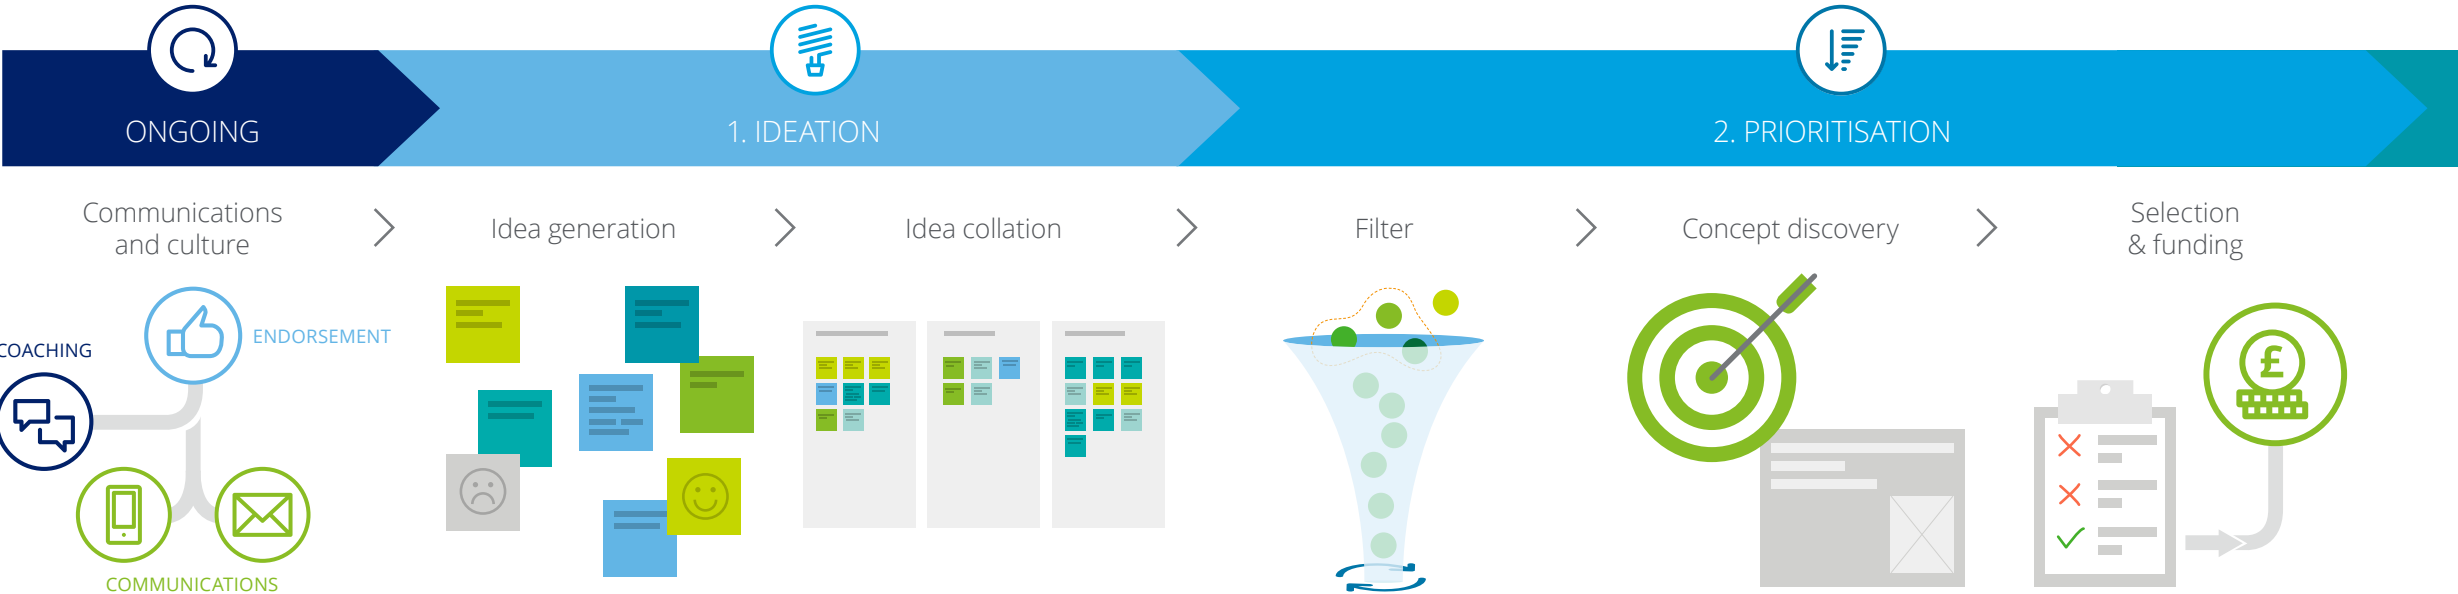 ONGOING
1. IDEATION
2. PRIORITISATION
Communications
and culture
Idea generation
Idea collation
Filter
Concept discovery
Selection
& funding
ENDORSEMENT
COACHING
COMMUNICATIONS
£